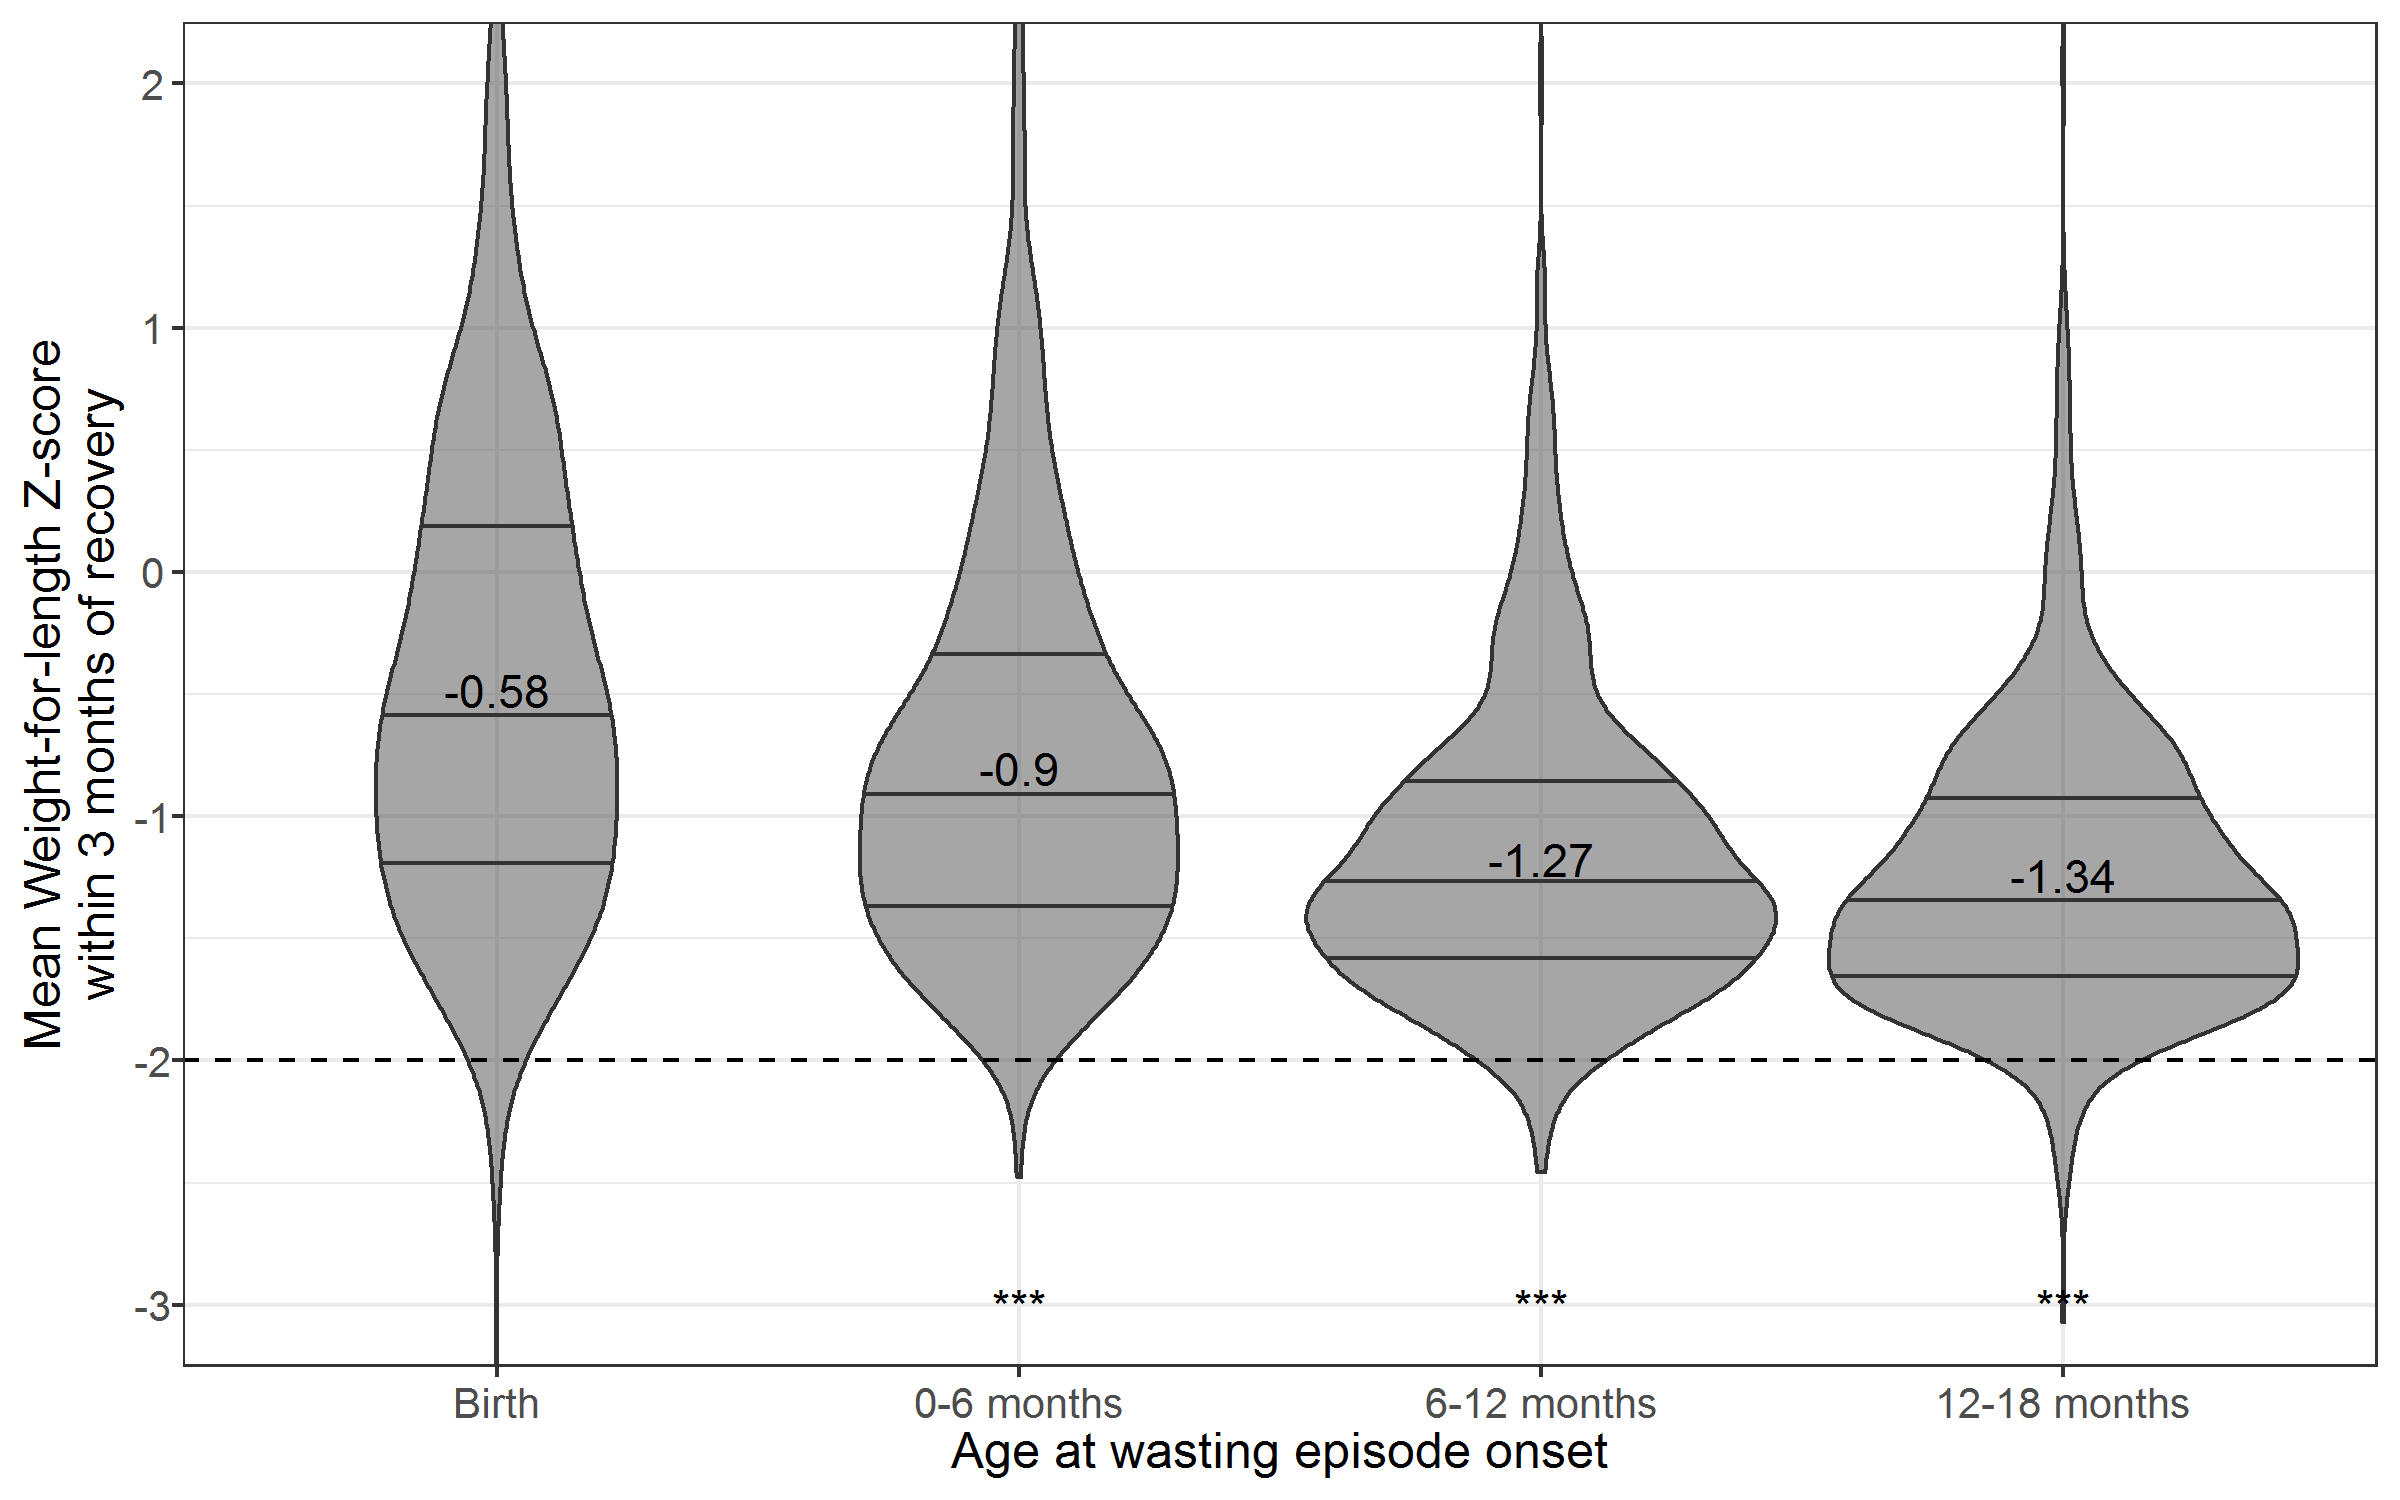 Mean Weight-for-length Z-score
within 3 months of recovery
2
1
0
-1
-2
-3
-0.58
-0.9
-1.27
-1.34
***
***
***
Birth
0-6 months
6-12 months
12-18 months
Age at wasting episode onset